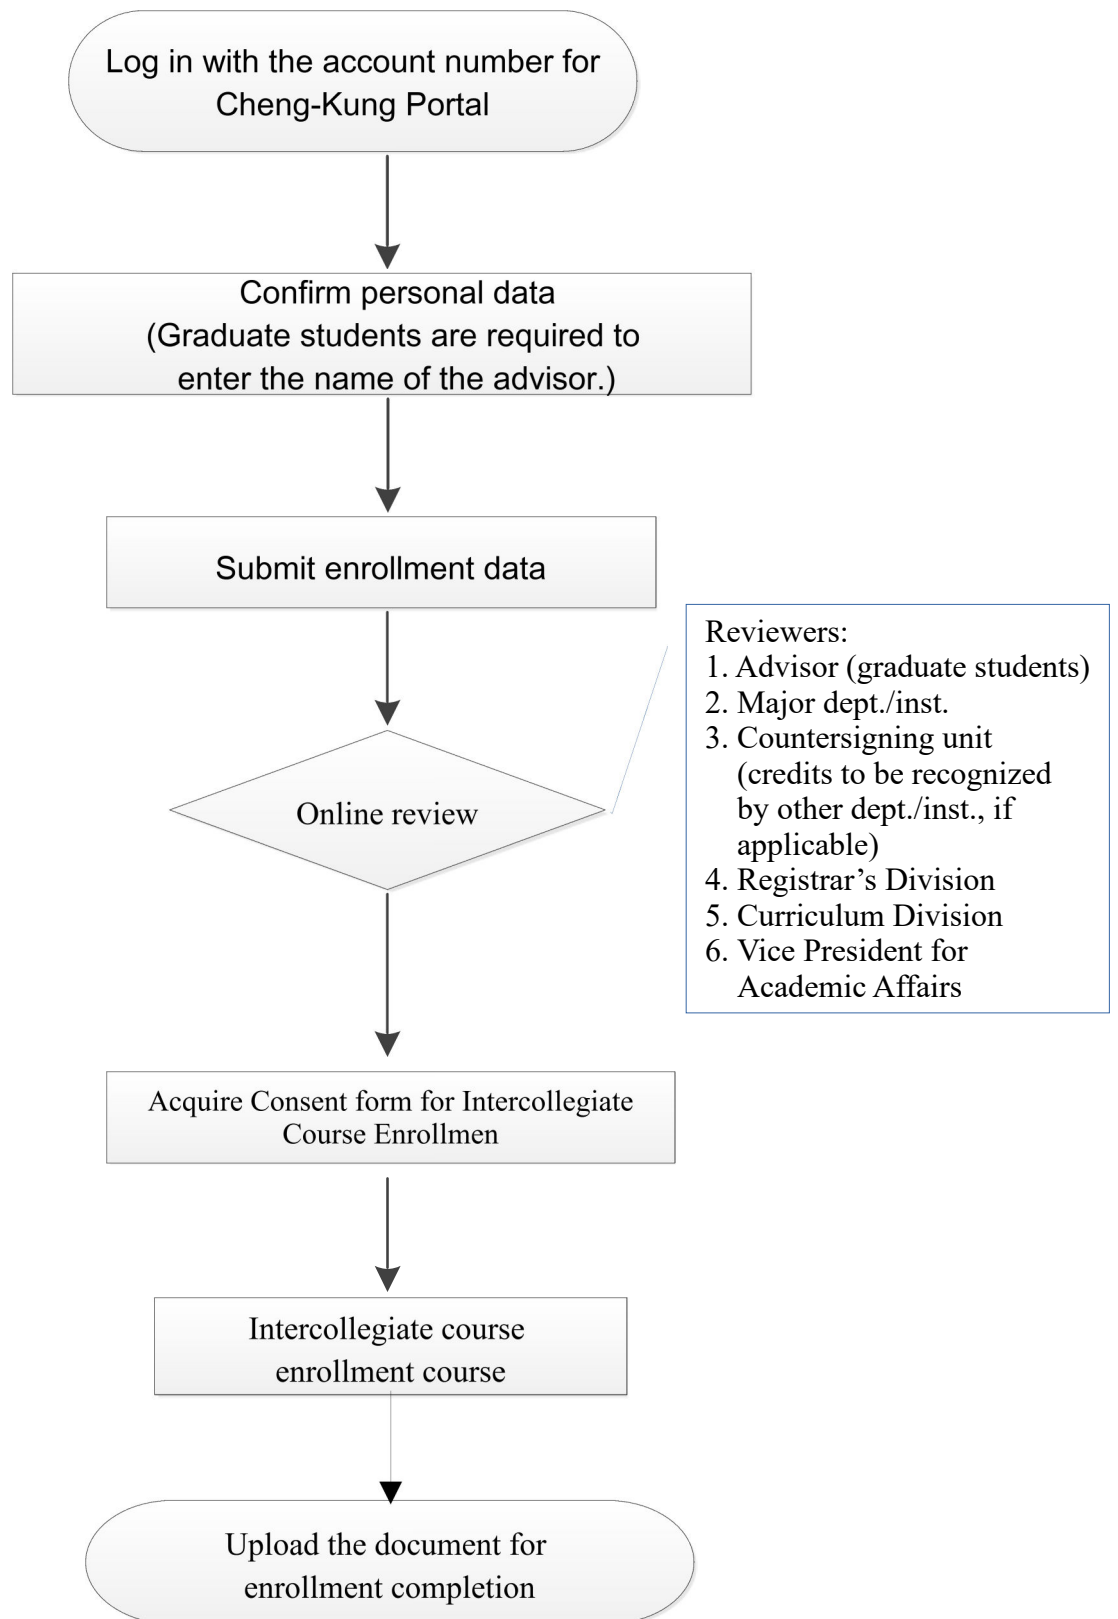 Log in with the account number for
Cheng-Kung Portal
Confirm personal data
(Graduate students are required to
enter the name of the advisor.)
Submit enrollment data
Reviewers:
1. Advisor (graduate students)
2. Major dept./inst.
3. Countersigning unit
(credits to be recognized
by other dept./inst., if
applicable)
4. Registrar’s Division
5. Curriculum Division
6. Vice President for
Academic Affairs
Online review
Acquire Consent form for Intercollegiate
Course Enrollmen
Intercollegiate course
enrollment course
Upload the document for
enrollment completion